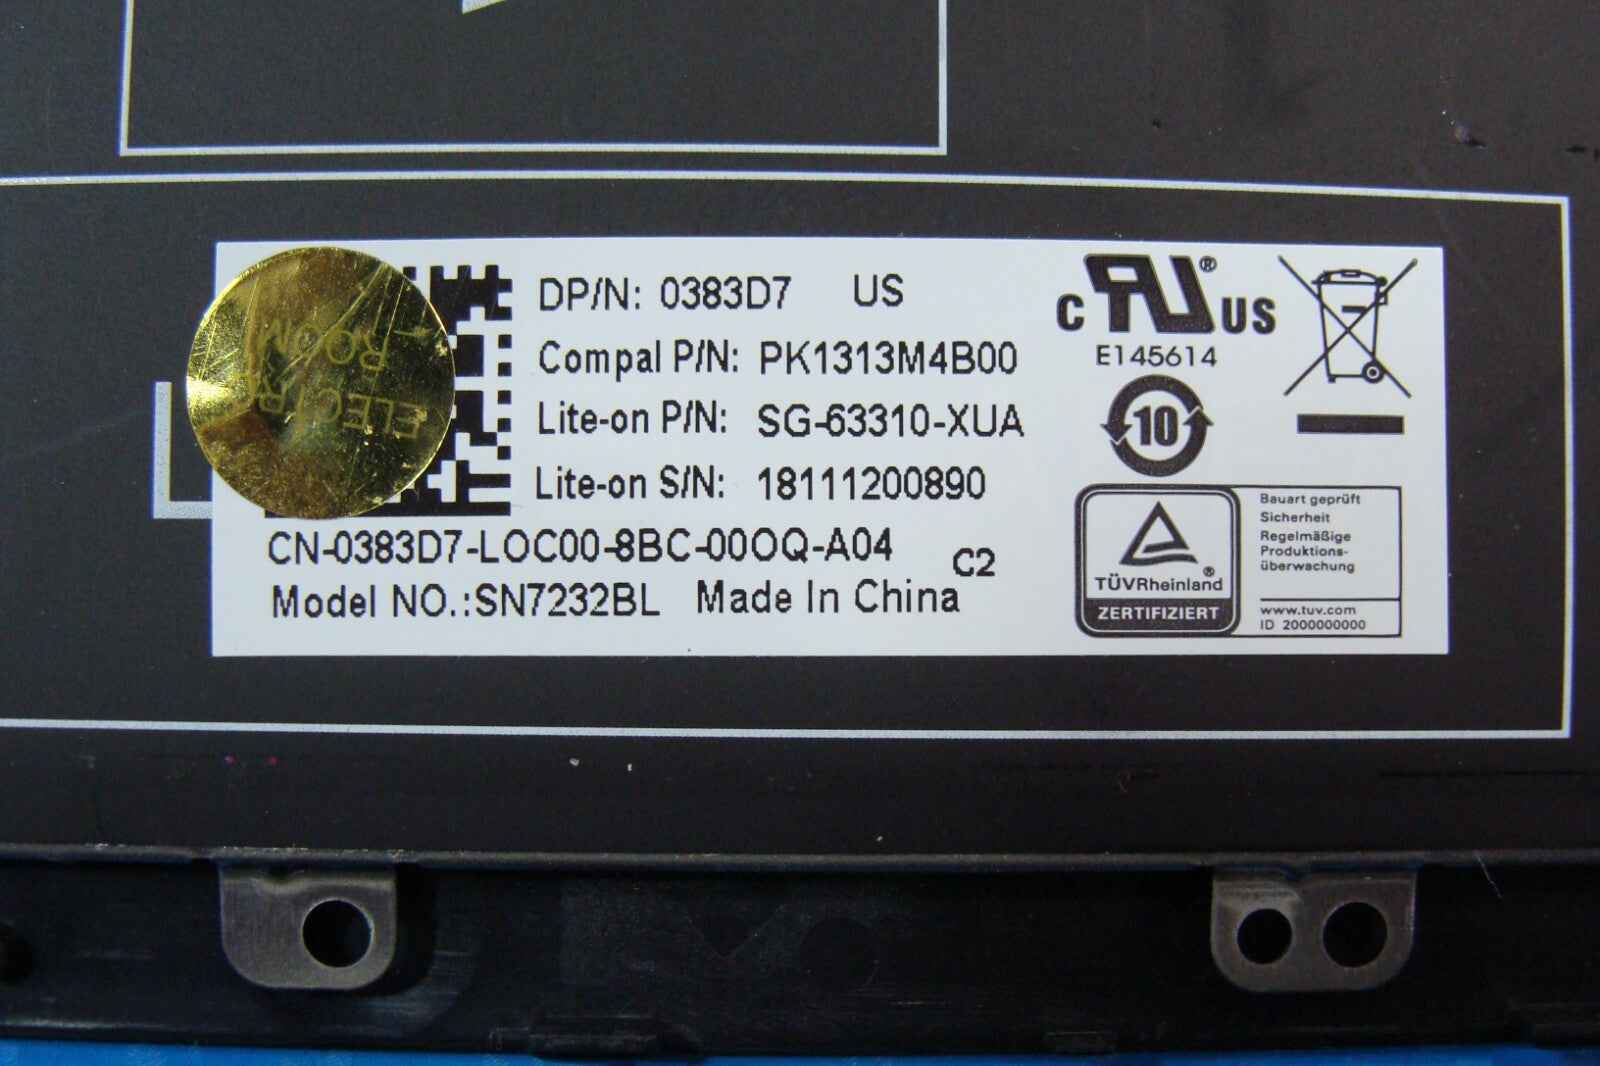 DP/N: 0383D7 US
Compal P/N: PK1313M4B00
Lite-on P/N: SG-63310-XUA
Lite-on S/N: 18111200890
CN-0383D7-LOC00-8BC-00OQ-A04 C2
Model NO.:SN7232BL Made In China
C RU® US
E145614
10
TÜVRheinland®
ZERTIFIZIERT
Bauart geprüft
Sicherheit
Regelmäßige
Produktions-
überwachung
www.tuv.com
ID 2000000000
ROOM